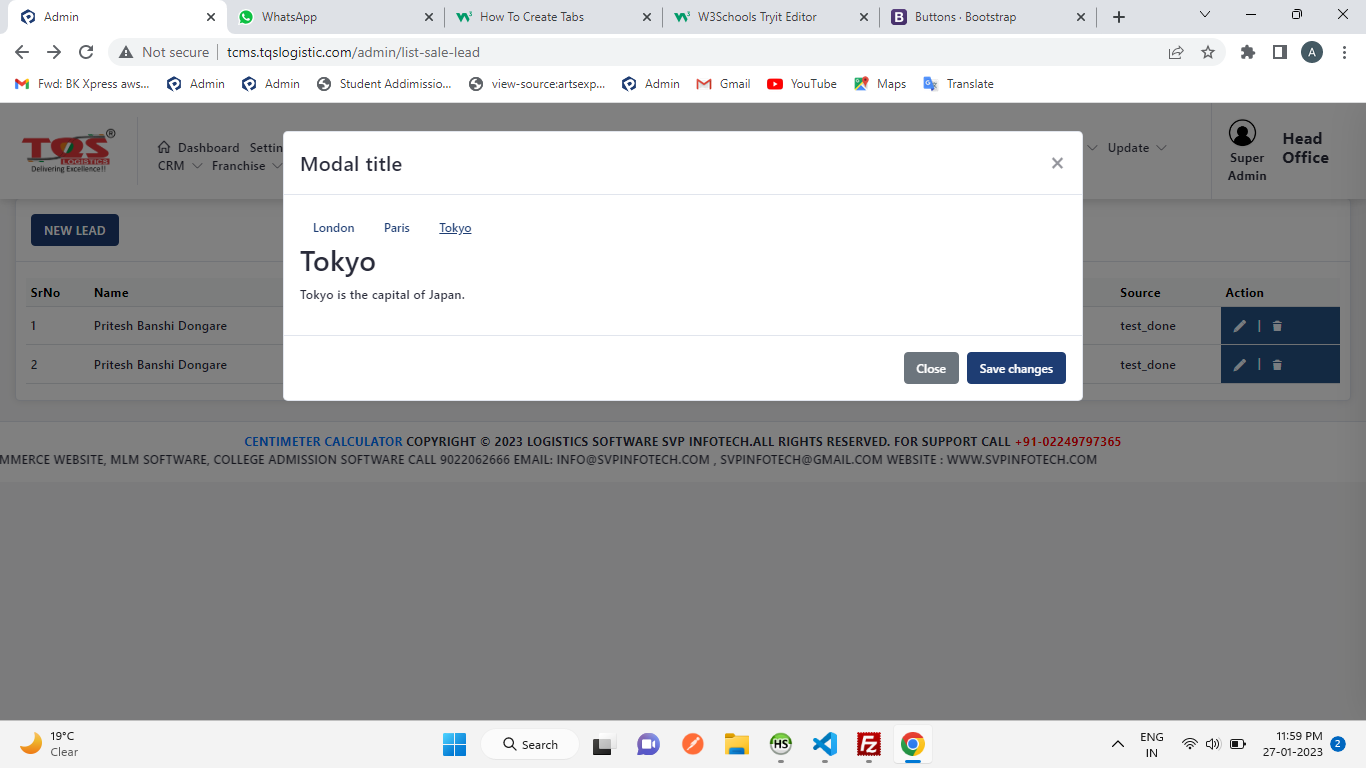 Admin
WhatsApp
How To Create Tabs
W3Schools Tryit Editor
Buttons · Bootstrap
Not secure
tcms.tqslogistic.com/admin/list-sale-lead
A
Fwd: BK Xpress aws...
Admin
Admin
Student Addimissio...
view-source:artsexp...
Admin
Gmail
YouTube
Maps
Translate
TQS ®
LOGISTICS
Delivering Excellence!!
Dashboard Settin
CRM Franchise
Update
Super
Admin
Head
Office
Modal title
×
London Paris Tokyo
Tokyo
Tokyo is the capital of Japan.
Close Save changes
NEW LEAD
SrNo Name Source Action
1 Pritesh Banshi Dongare test_done |
2 Pritesh Banshi Dongare test_done |
CENTIMETER CALCULATOR COPYRIGHT © 2023 LOGISTICS SOFTWARE SVP INFOTECH.ALL RIGHTS RESERVED. FOR SUPPORT CALL +91-02249797365
MMERCE WEBSITE, MLM SOFTWARE, COLLEGE ADMISSION SOFTWARE CALL 9022062666 EMAIL: INFO@SVPINFOTECH.COM , SVPINFOTECH@GMAIL.COM WEBSITE : WWW.SVPINFOTECH.COM
19°C
Clear
Search
HS
FZ
ENG
IN
11:59 PM
27-01-2023
2